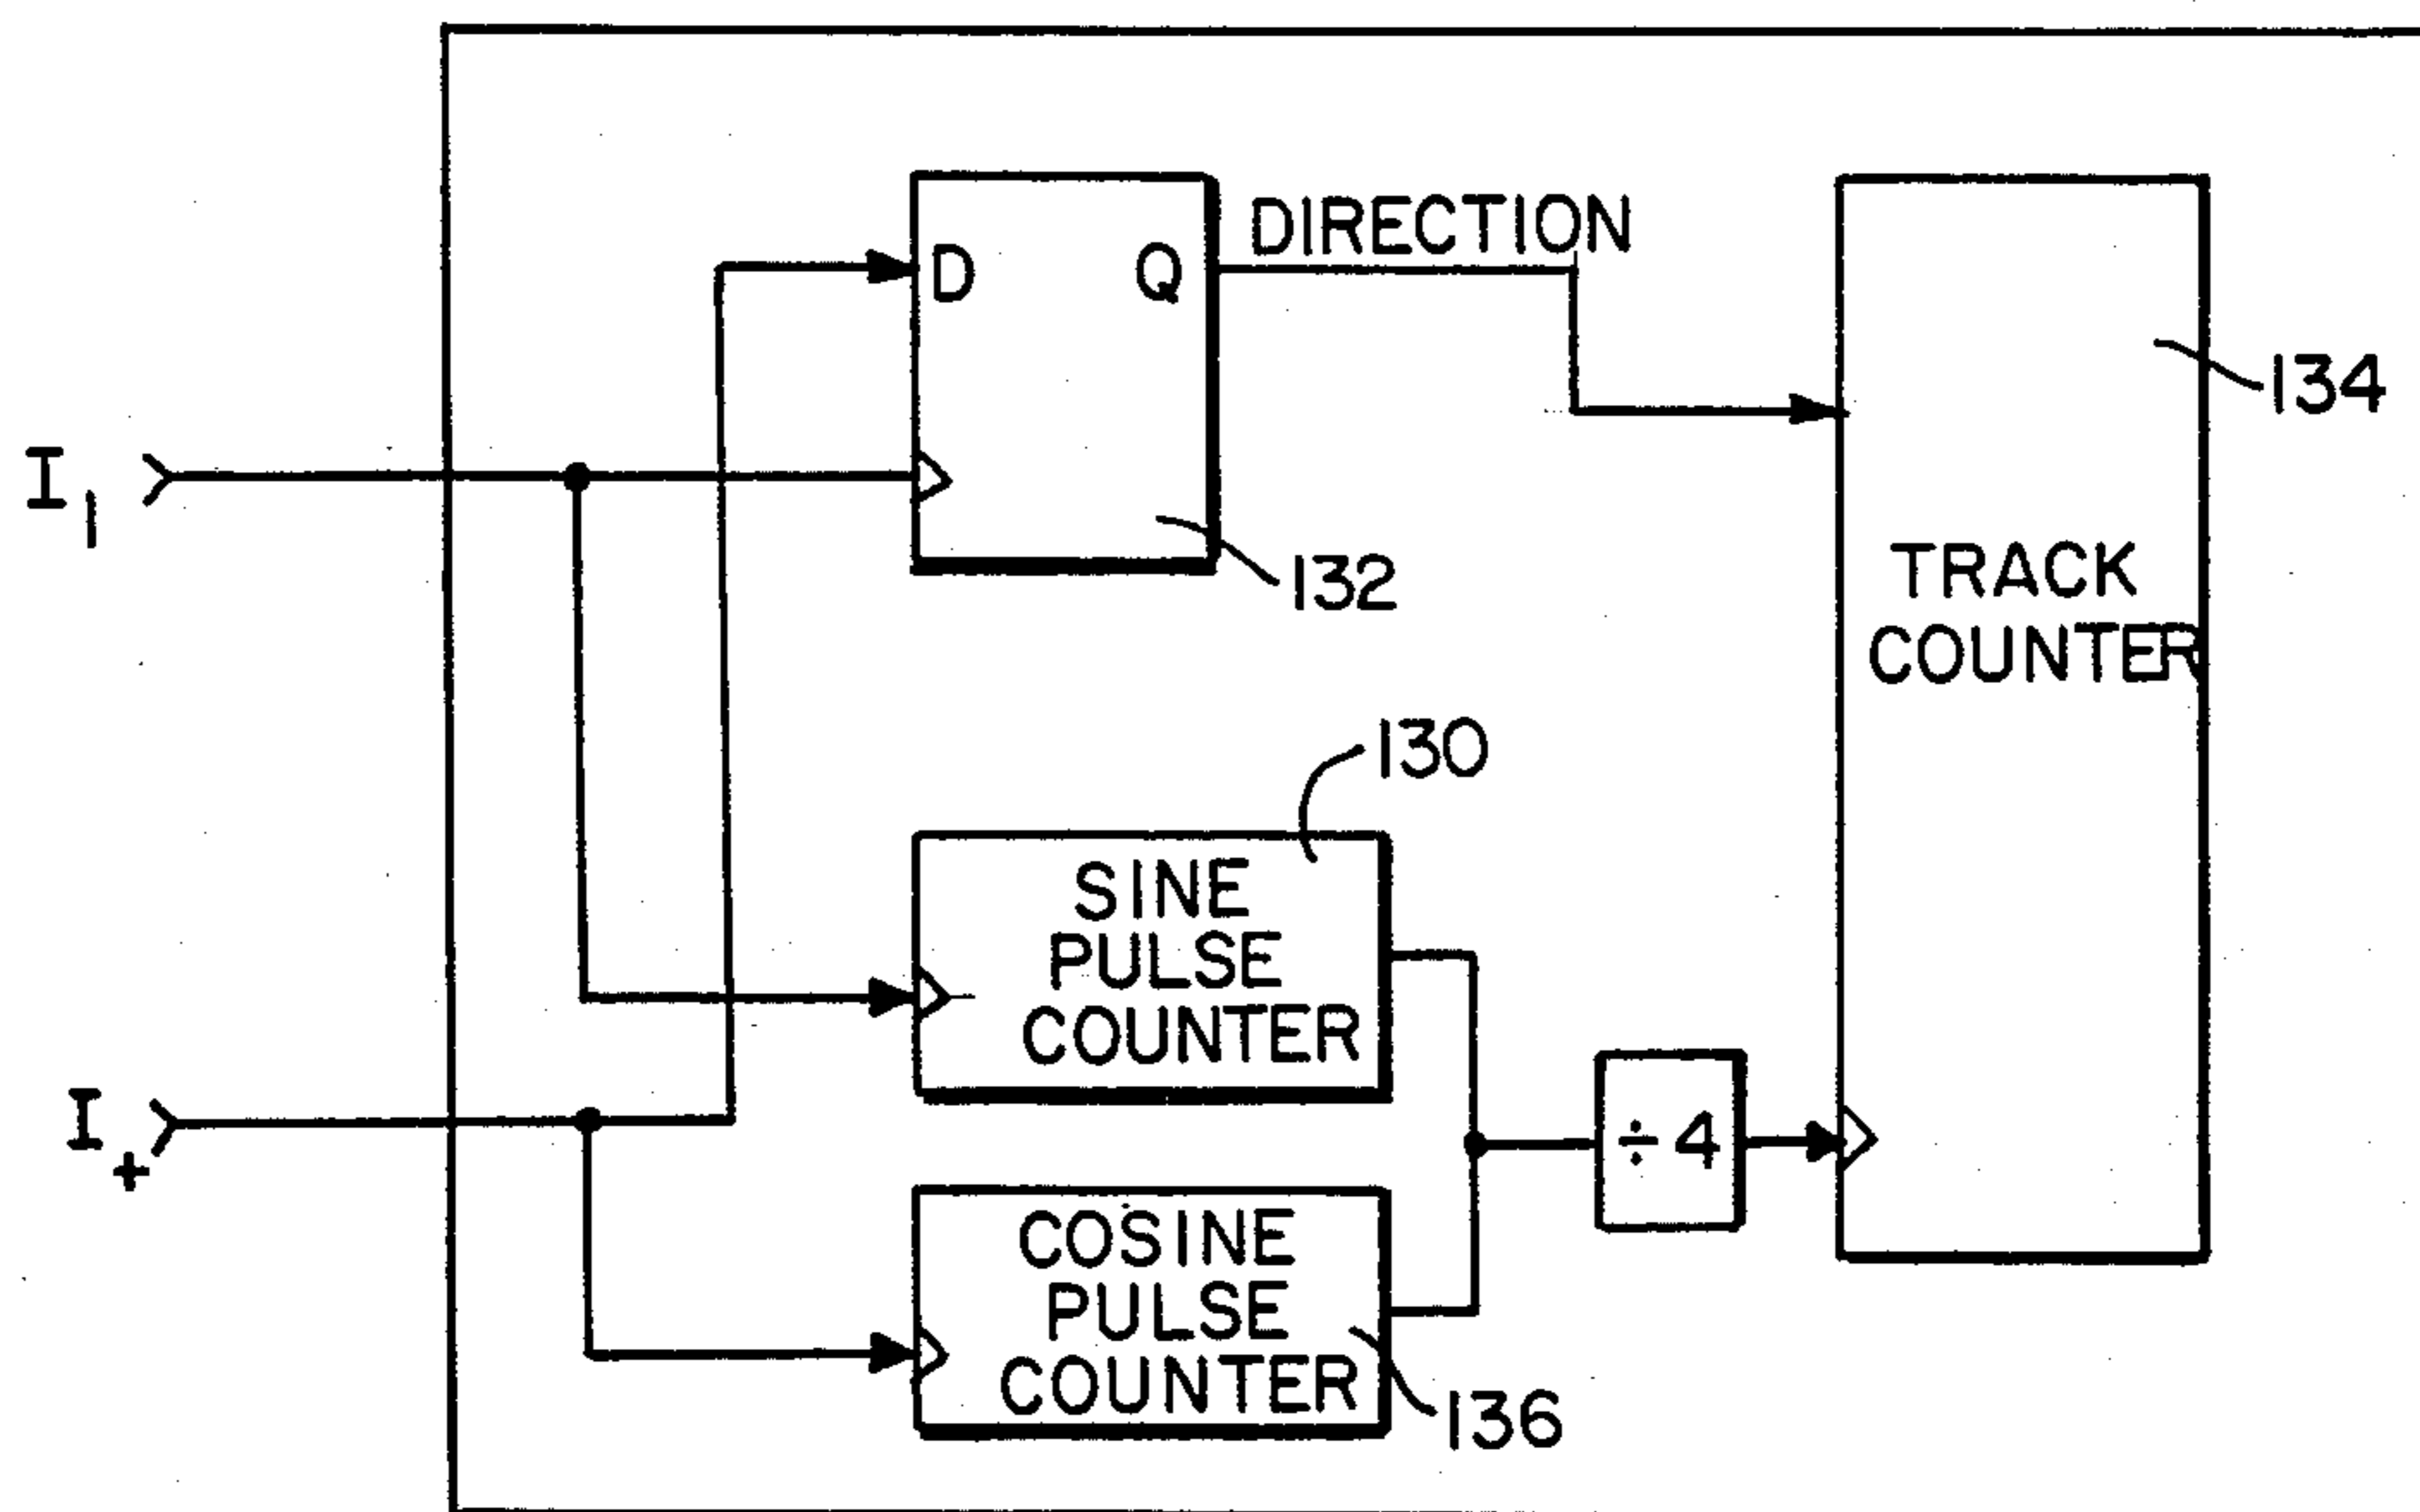 DIRECTION
D Q
134
I₁
132
TRACK
COUNTER
130
SINE
PULSE
COUNTER
I₊
÷4
COSINE
PULSE
COUNTER
136